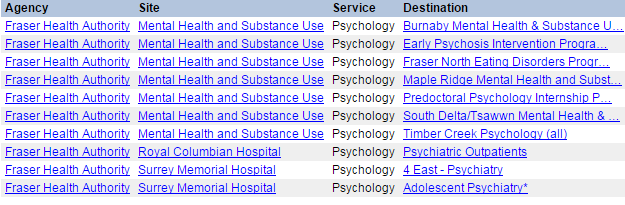 Agency Site Service Destination
Fraser Health Authority Mental Health and Substance Use Psychology Burnaby Mental Health & Substance U...
Fraser Health Authority Mental Health and Substance Use Psychology Early Psychosis Intervention Progra...
Fraser Health Authority Mental Health and Substance Use Psychology Fraser North Eating Disorders Progr...
Fraser Health Authority Mental Health and Substance Use Psychology Maple Ridge Mental Health and Subst...
Fraser Health Authority Mental Health and Substance Use Psychology Predoctoral Psychology Internship P...
Fraser Health Authority Mental Health and Substance Use Psychology South Delta/Tsawwn Mental Health & ...
Fraser Health Authority Mental Health and Substance Use Psychology Timber Creek Psychology (all)
Fraser Health Authority Royal Columbian Hospital Psychology Psychiatric Outpatients
Fraser Health Authority Surrey Memorial Hospital Psychology 4 East - Psychiatry
Fraser Health Authority Surrey Memorial Hospital Psychology Adolescent Psychiatry*